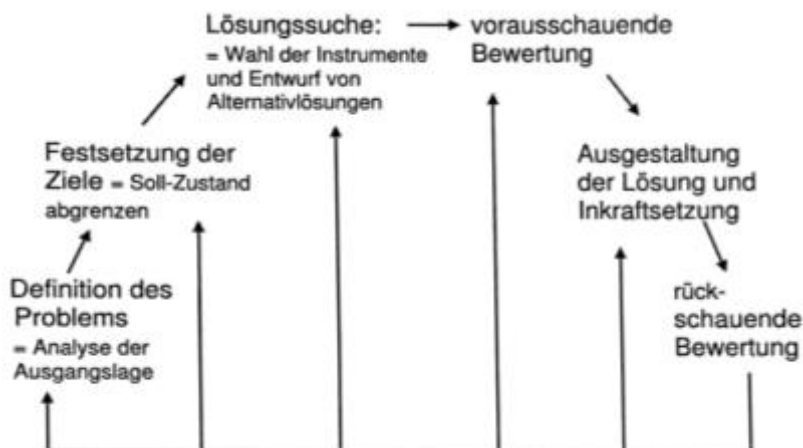 Definition des
Problems
= Analyse der
Ausgangslage
Festsetzung der
Ziele = Soll-Zustand
abgrenzen
Lösungssuche:
= Wahl der Instrumente
und Entwurf von
Alternativlösungen
vorausschauende
Bewertung
Ausgestaltung
der Lösung und
Inkraftsetzung
rück-
schauende
Bewertung